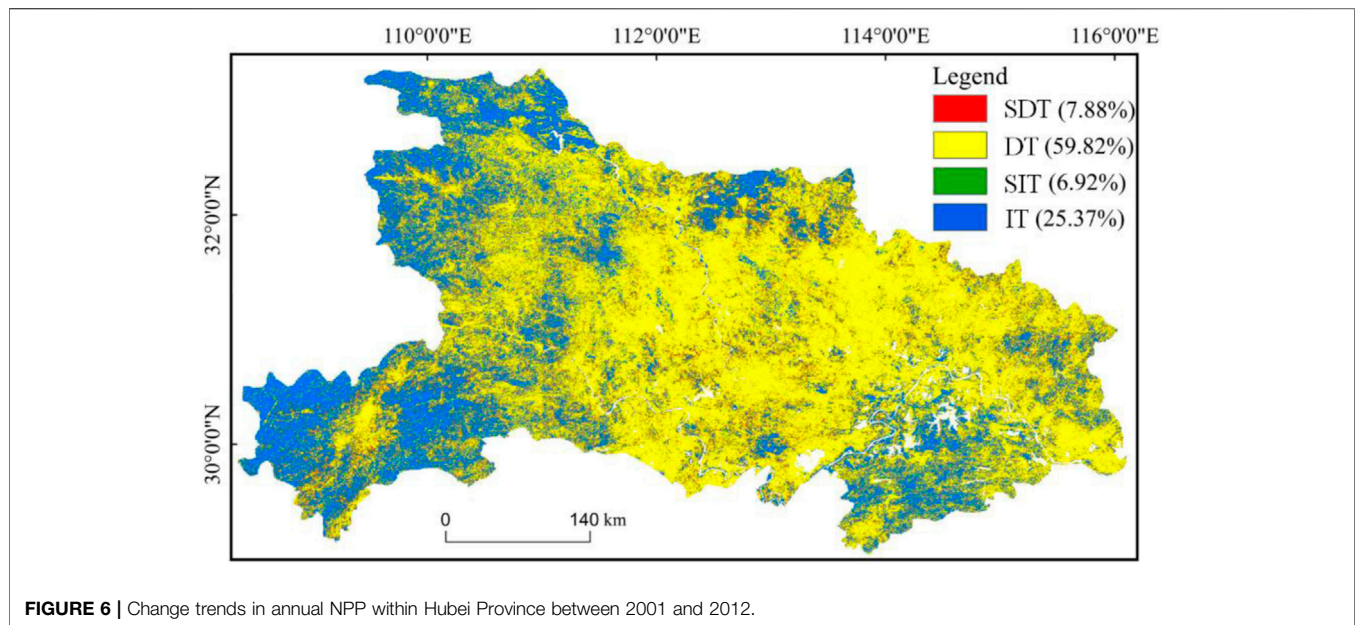 110°0'0"E 112°0'0"E 114°0'0"E 116°0'0"E
Legend
SDT (7.88%)
DT (59.82%)
SIT (6.92%)
IT (25.37%)
32°0'0"N
30°0'0"N
0 140 km
FIGURE 6 | Change trends in annual NPP within Hubei Province between 2001 and 2012.